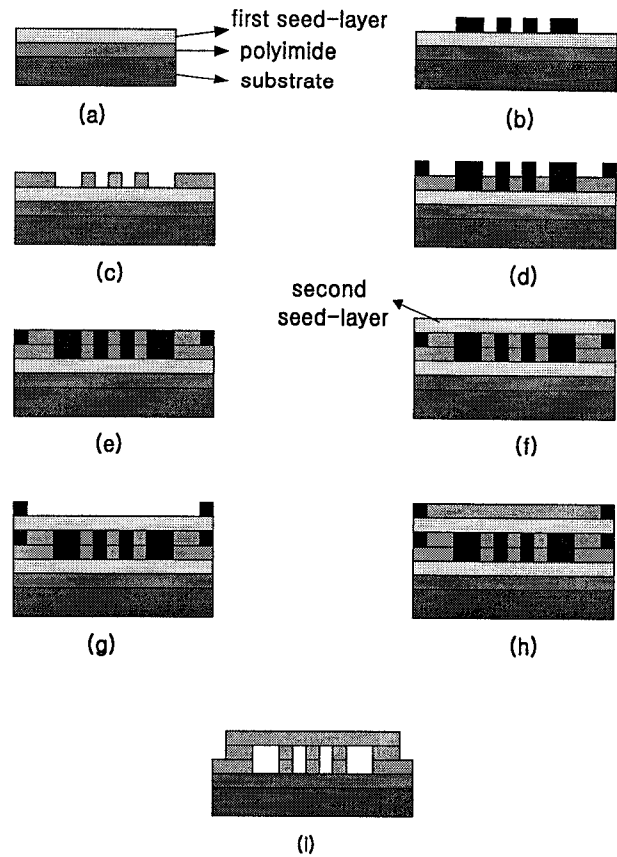 first seed-layer
polyimide
substrate
(a)
(b)
(c)
(d)
second
seed-layer
(e)
(f)
(g)
(h)
(i)